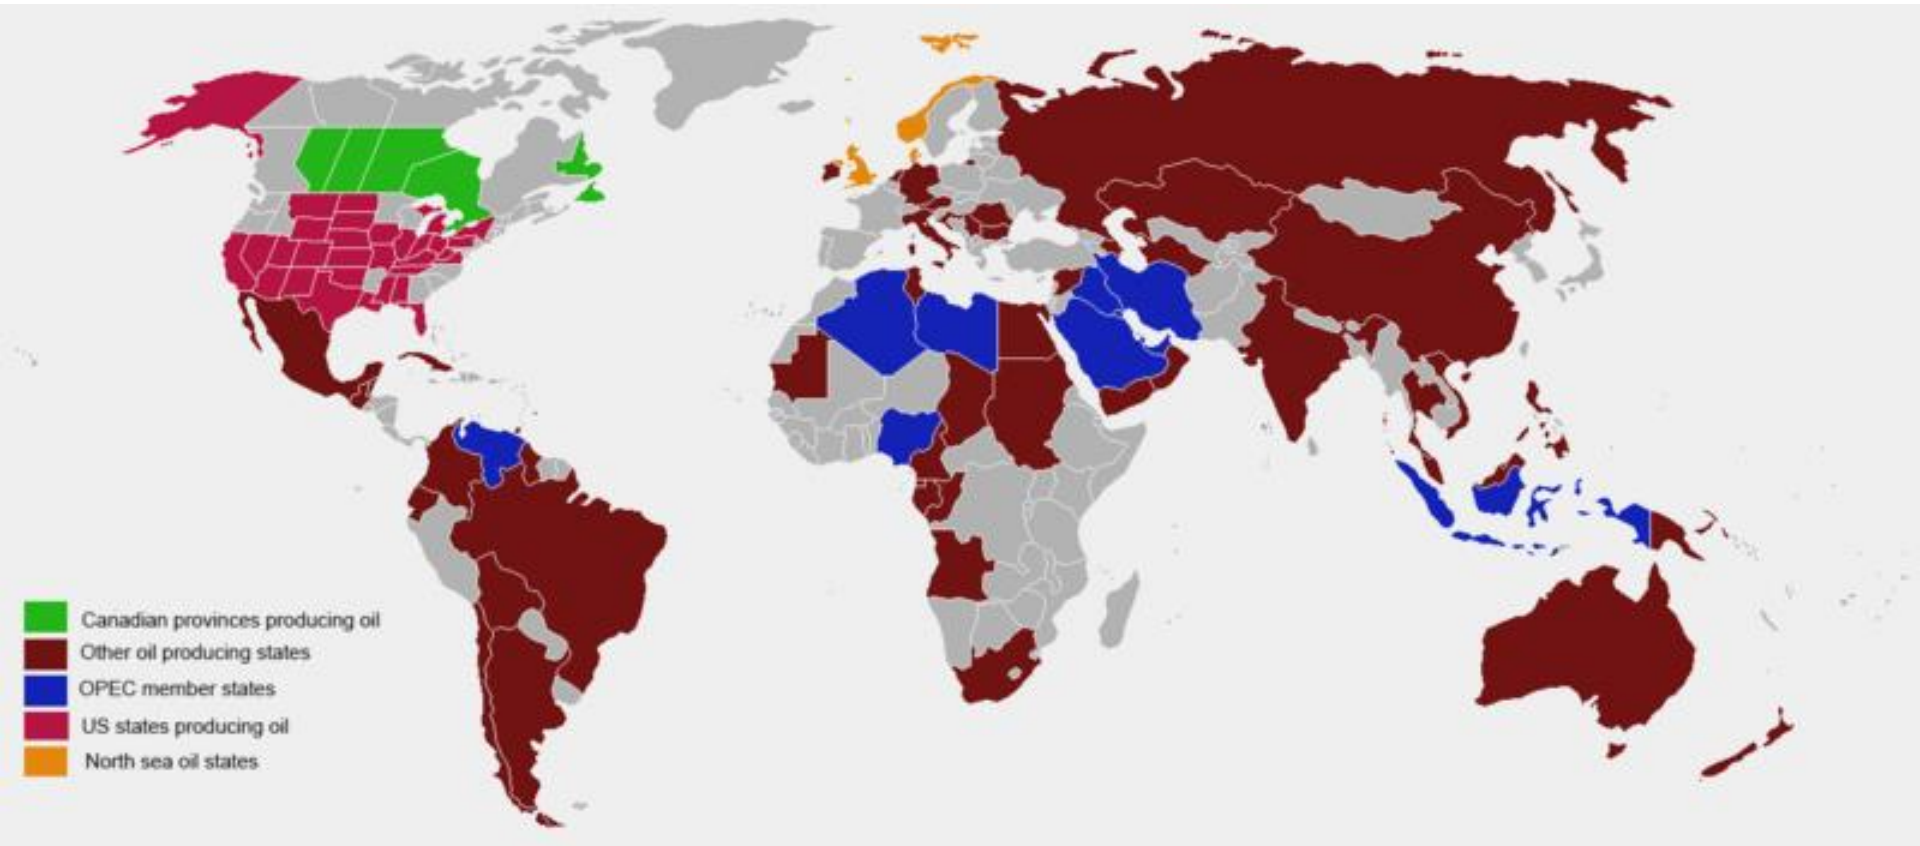 Canadian provinces producing oil
Other oil producing states
OPEC member states
US states producing oil
North sea oil states